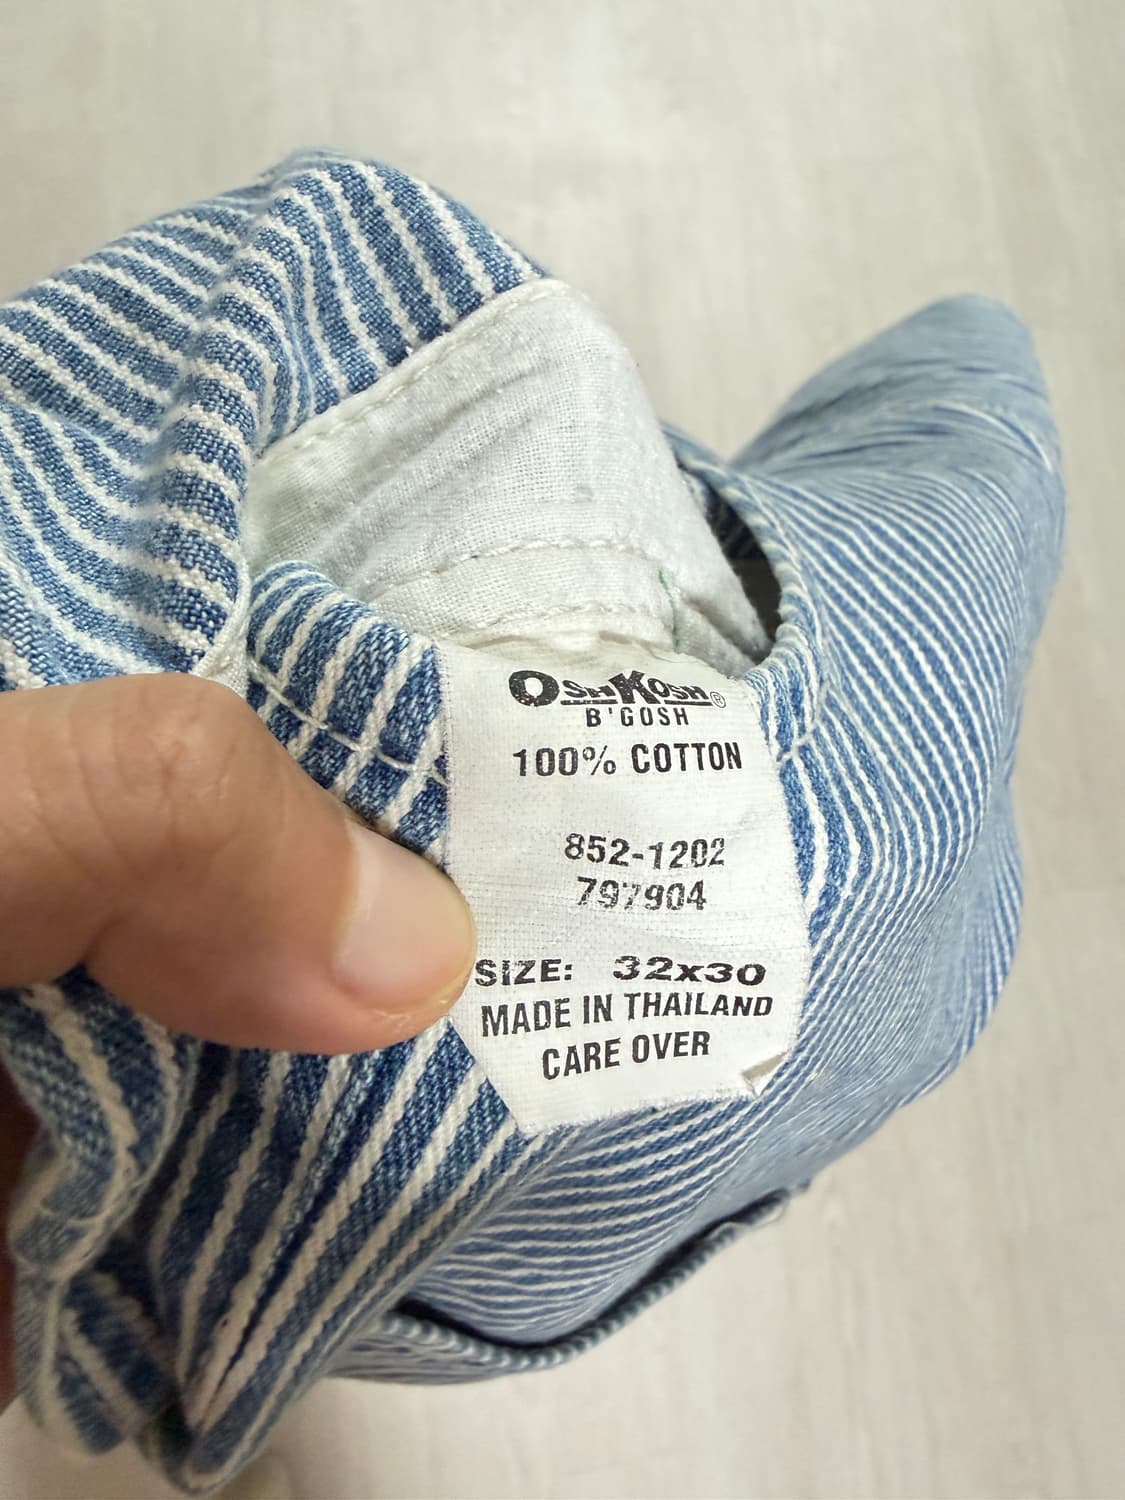 OSHKOSH®
B'GOSH
100% COTTON
852-1202
797904
SIZE: 32x30
MADE IN THAILAND
CARE OVER